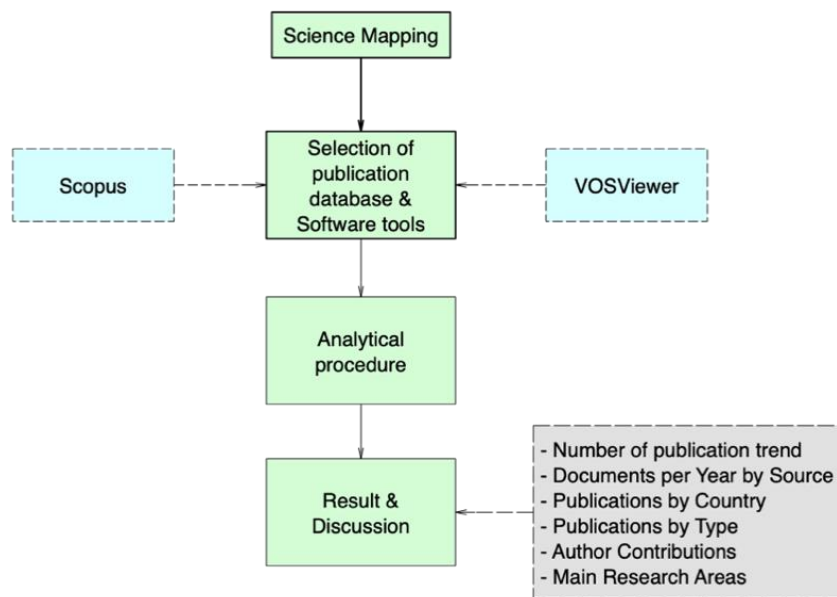 Science Mapping
Scopus
Selection of
publication
database &
Software tools
VOSViewer
Analytical
procedure
Result &
Discussion
- Number of publication trend
- Documents per Year by Source
- Publications by Country
- Publications by Type
- Author Contributions
- Main Research Areas